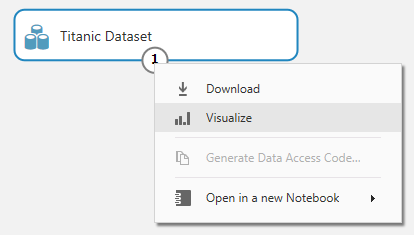 Titanic Dataset
1
Download
Visualize
Generate Data Access Code...
Open in a new Notebook